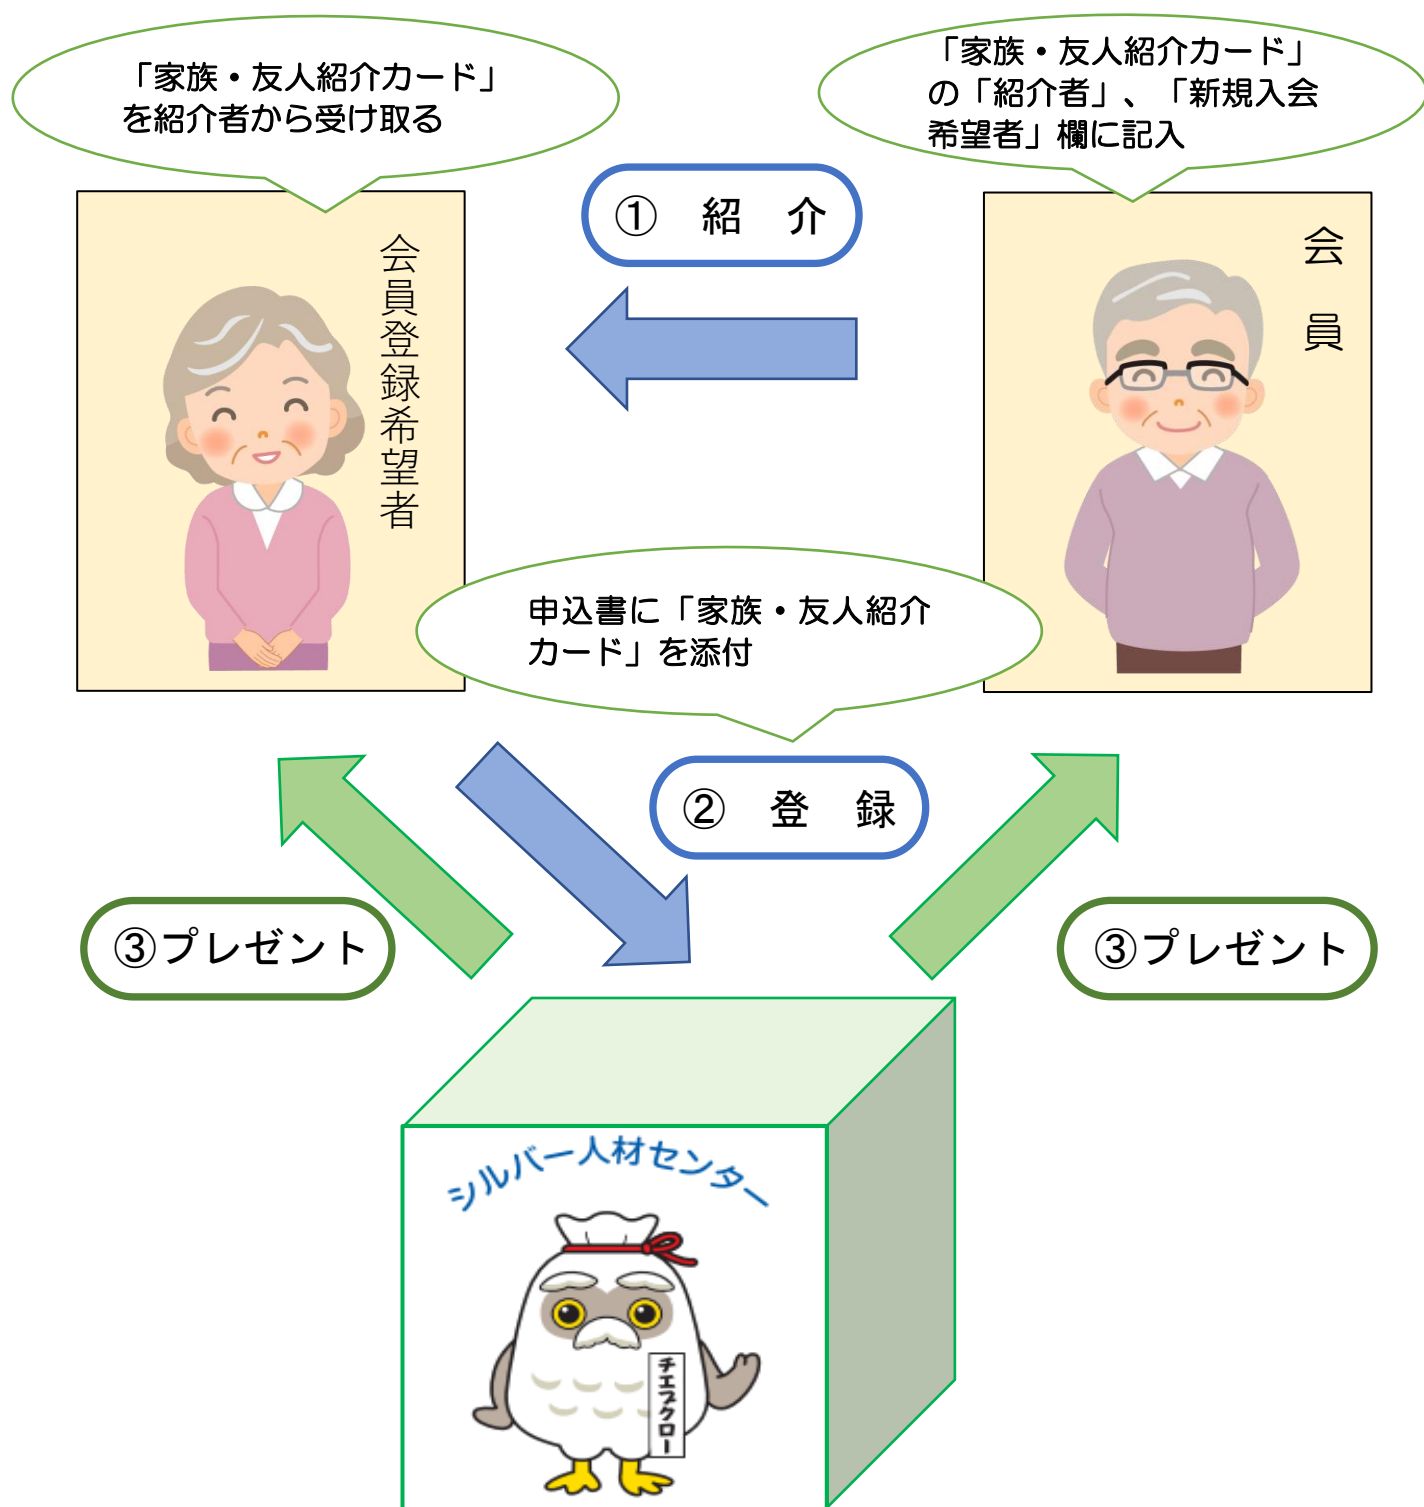 「家族・友人紹介カード」
を紹介者から受け取る
「家族・友人紹介カード」
の「紹介者」、「新規入会
希望者」欄に記入
① 紹 介
会員登録希望者
会 員
申込書に「家族・友人紹介
カード」を添付
② 登 録
③プレゼント
③プレゼント
シルバー人材センター
チエブクロー